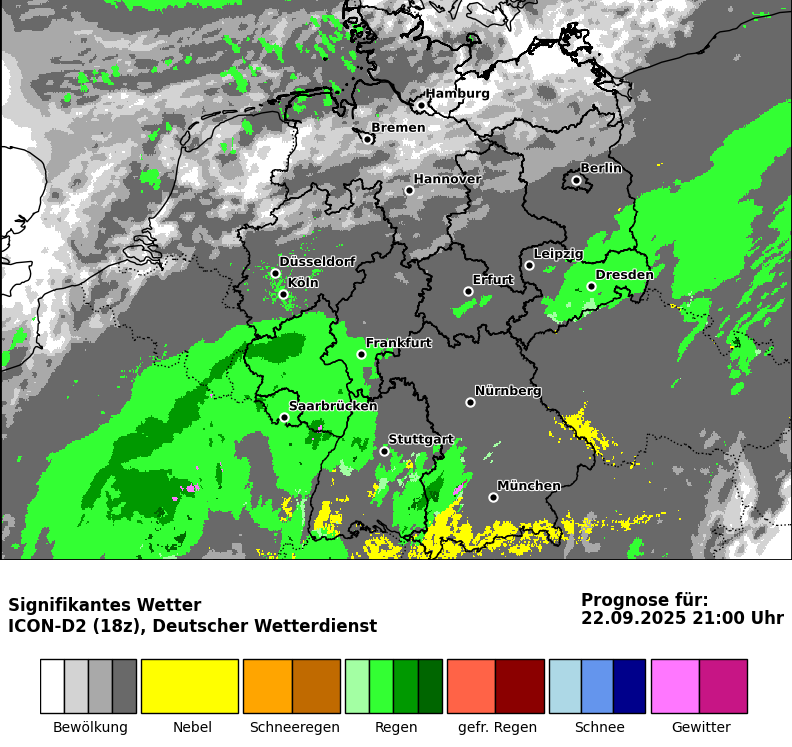 Hamburg
Bremen
Berlin
Hannover
Düsseldorf
Leipzig
Köln
Erfurt
Dresden
Frankfurt
Nürnberg
Saarbrücken
Stuttgart
München
Signifikantes Wetter
ICON-D2 (18z), Deutscher Wetterdienst
Prognose für:
22.09.2025 21:00 Uhr
Bewölkung Nebel Schneeregen Regen gefr. Regen Schnee Gewitter